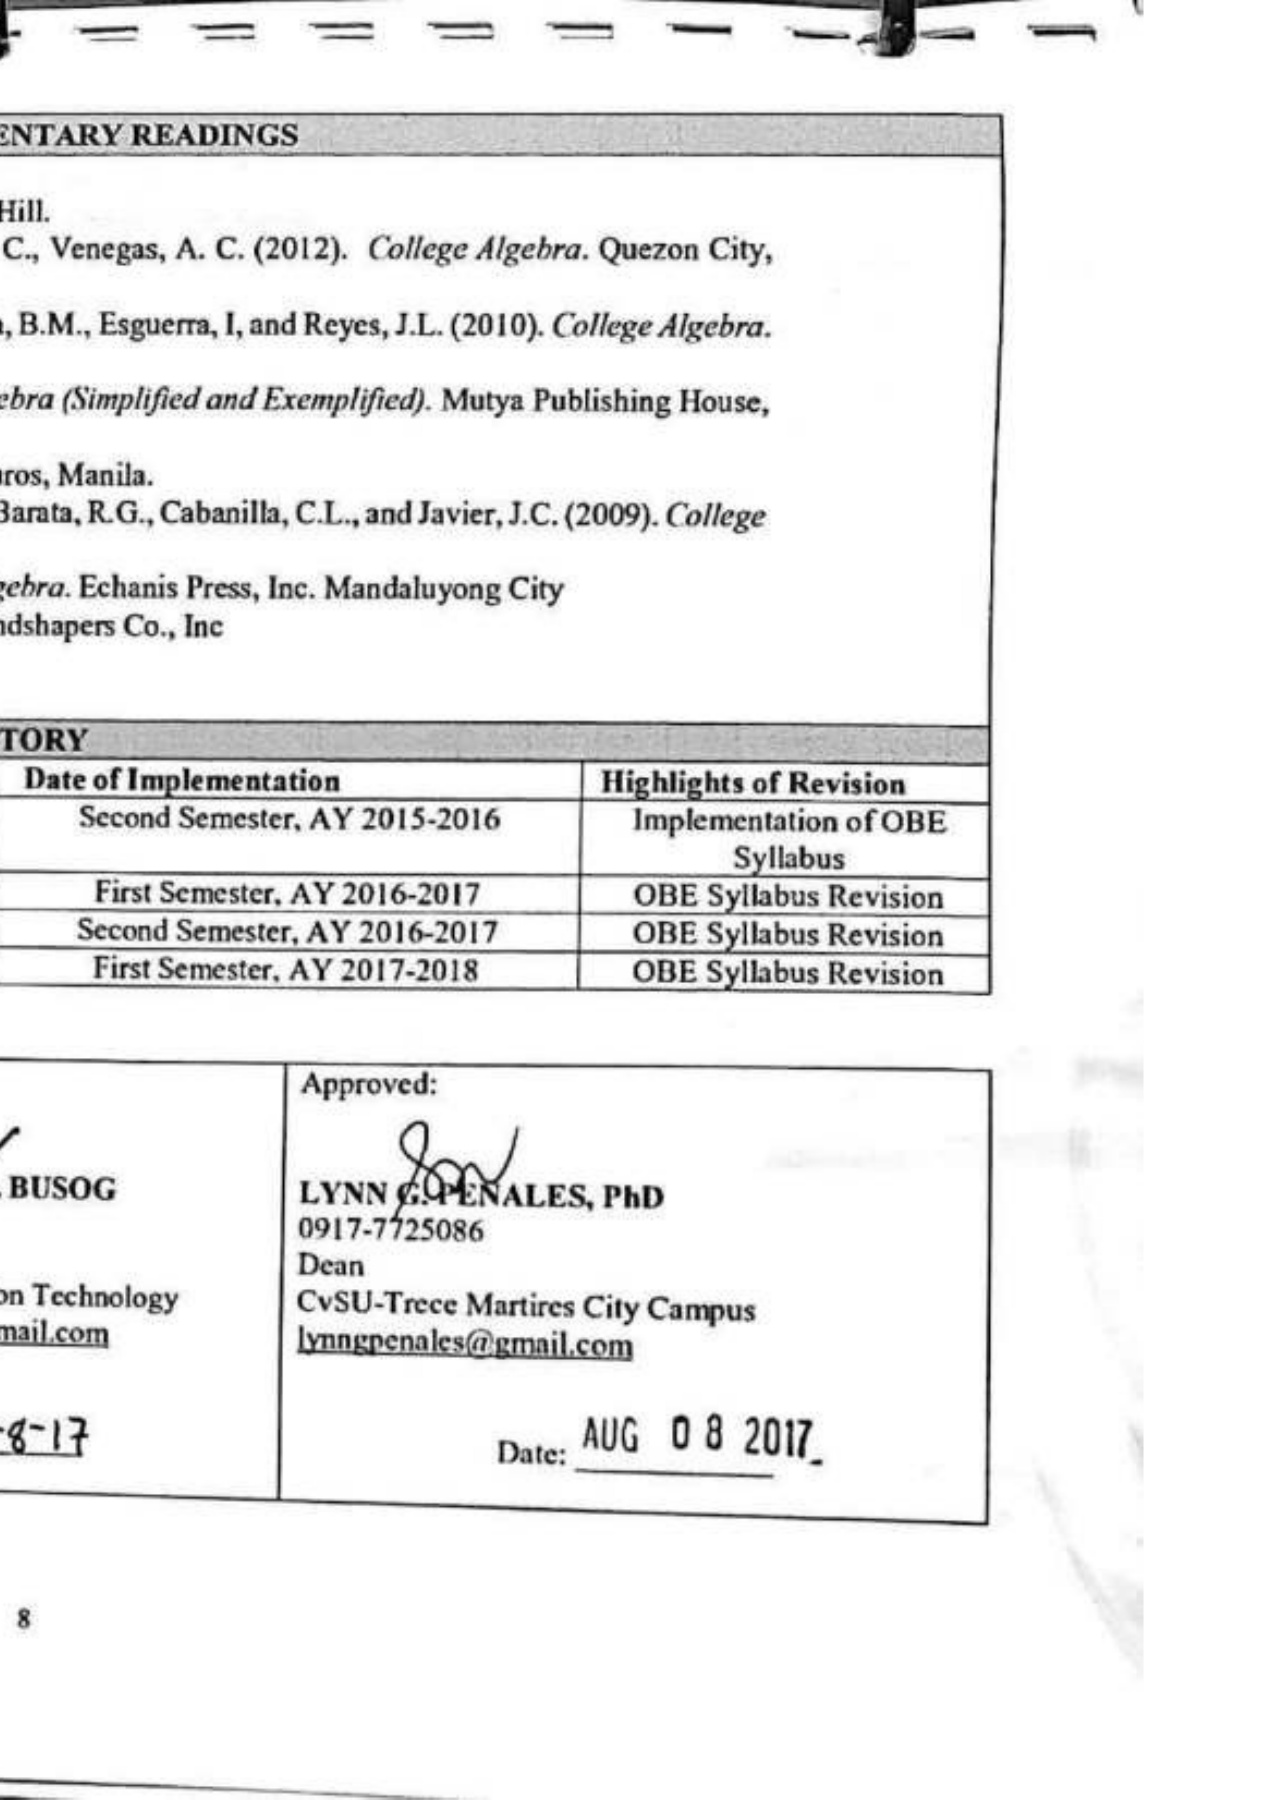 ENTARY READINGS
Hill.
C., Venegas, A. C. (2012). College Algebra. Quezon City,
, B.M., Esguerra, I, and Reyes, J.L. (2010). College Algebra.
ebra (Simplified and Exemplified). Mutya Publishing House,
ros, Manila.
Barata, R.G., Cabanilla, C.L., and Javier, J.C. (2009). College
gebra. Echanis Press, Inc. Mandaluyong City
dshapers Co., Inc
TORY
Date of Implementation Highlights of Revision
Second Semester, AY 2015-2016 Implementation of OBE
Syllabus
First Semester, AY 2016-2017 OBE Syllabus Revision
Second Semester, AY 2016-2017 OBE Syllabus Revision
First Semester, AY 2017-2018 OBE Syllabus Revision
. BUSOG
on Technology
mail.com
-8-17
Approved:
LYNN G. PENALES, PhD
0917-7725086
Dean
CvSU-Trece Martires City Campus
lynngpenales@gmail.com
Date: AUG 08 2017
8